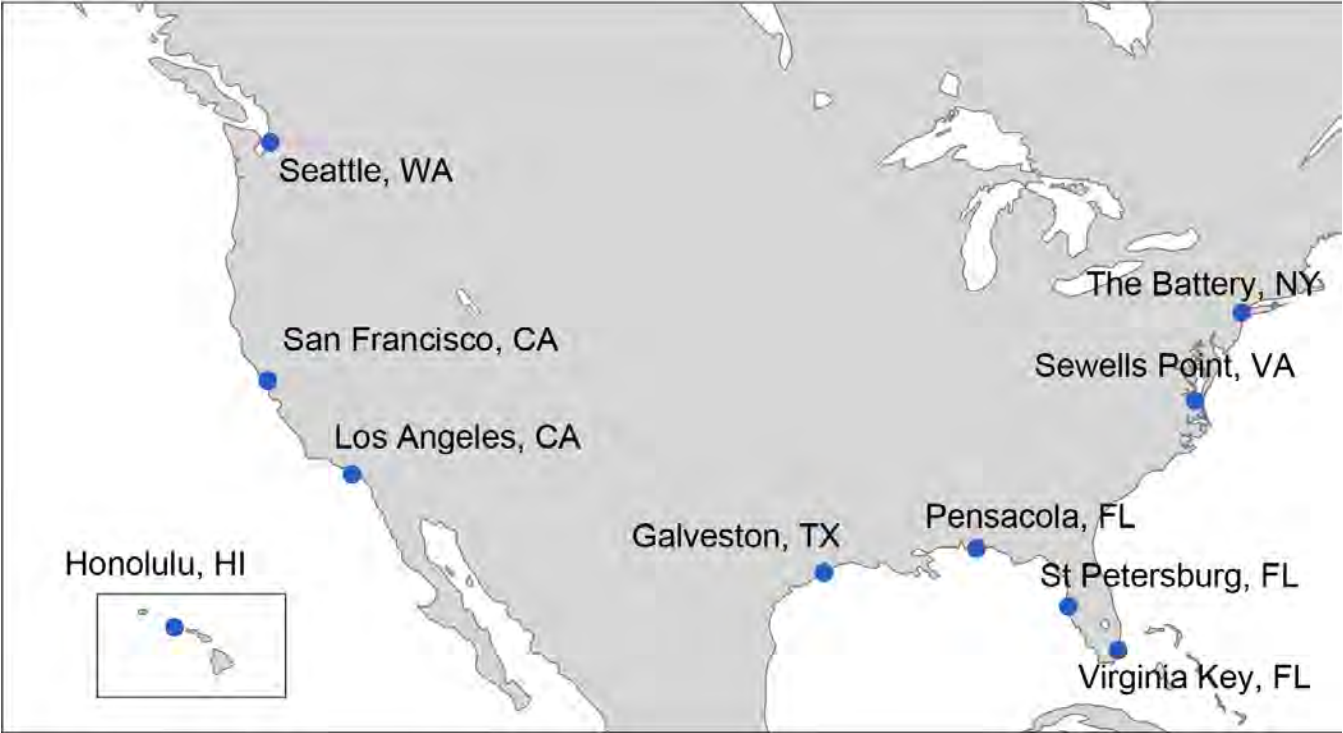 Seattle, WA
The Battery, NY
San Francisco, CA
Sewells Point, VA
Los Angeles, CA
Pensacola, FL
Galveston, TX
Honolulu, HI
St Petersburg, FL
Virginia Key, FL